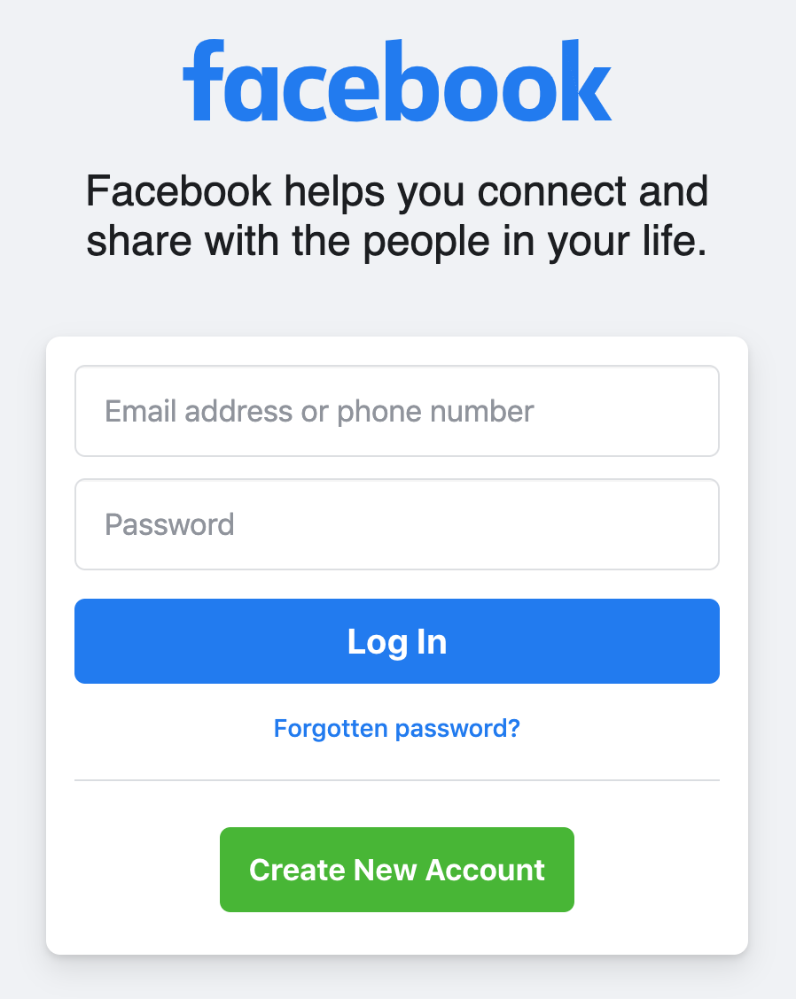 facebook
Facebook helps you connect and
share with the people in your life.
Email address or phone number
Password
Log In
Forgotten password?
Create New Account